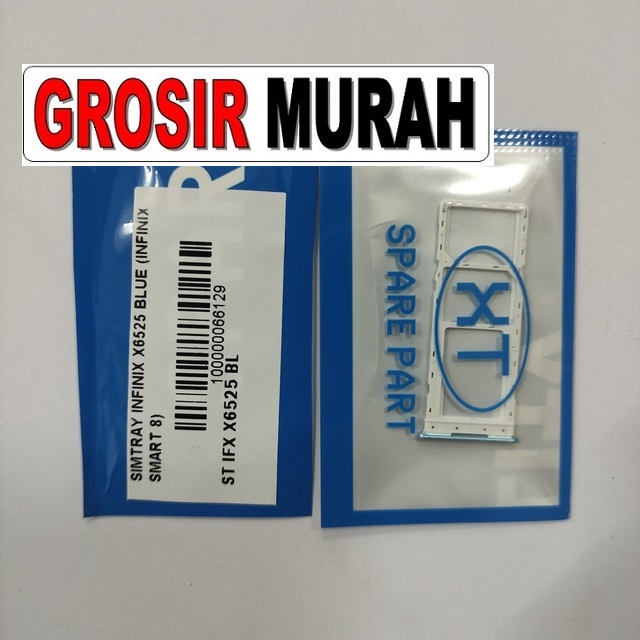 GROSIR MURAH
SIMTRAY INFINIX X6525 BLUE (INFINIX
SMART 8)
100000066129
ST IFX X6525 BL
SPARE PART
XT